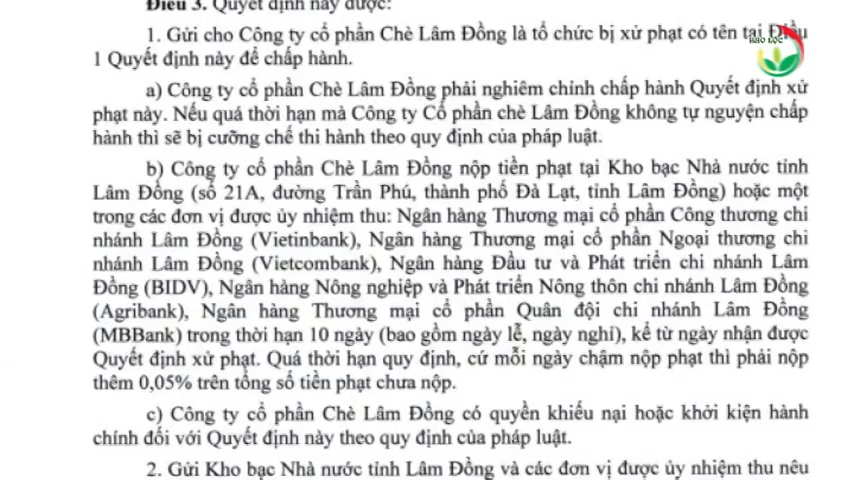 Điều 3. Quyết định này được:
1. Gửi cho Công ty cổ phần Chè Lâm Đồng là tổ chức bị xử phạt có tên tại Điều
1 Quyết định này để chấp hành.
a) Công ty cổ phần Chè Lâm Đồng phải nghiêm chỉnh chấp hành Quyết định xử
phạt này. Nếu quá thời hạn mà Công ty Cổ phần chè Lâm Đồng không tự nguyện chấp
hành thì sẽ bị cưỡng chế thi hành theo quy định của pháp luật.
b) Công ty cổ phần Chè Lâm Đồng nộp tiền phạt tại Kho bạc Nhà nước tỉnh
Lâm Đồng (số 21A, đường Trần Phú, thành phố Đà Lạt, tỉnh Lâm Đồng) hoặc một
trong các đơn vị được ủy nhiệm thu: Ngân hàng Thương mại cổ phần Công thương chi
nhánh Lâm Đồng (Vietinbank), Ngân hàng Thương mại cổ phần Ngoại thương chi
nhánh Lâm Đồng (Vietcombank), Ngân hàng Đầu tư và Phát triển chi nhánh Lâm
Đồng (BIDV), Ngân hàng Nông nghiệp và Phát triển Nông thôn chi nhánh Lâm Đồng
(Agribank), Ngân hàng Thương mại cổ phần Quân đội chi nhánh Lâm Đồng
(MBBank) trong thời hạn 10 ngày (bao gồm ngày lễ, ngày nghỉ), kể từ ngày nhận được
Quyết định xử phạt. Quá thời hạn quy định, cứ mỗi ngày chậm nộp phạt thì phải nộp
thêm 0,05% trên tổng số tiền phạt chưa nộp.
c) Công ty cổ phần Chè Lâm Đồng có quyền khiếu nại hoặc khởi kiện hành
chính đối với Quyết định này theo quy định của pháp luật.
2. Gửi Kho bạc Nhà nước tỉnh Lâm Đồng và các đơn vị được ủy nhiệm thu nêu
BẢO LỘC